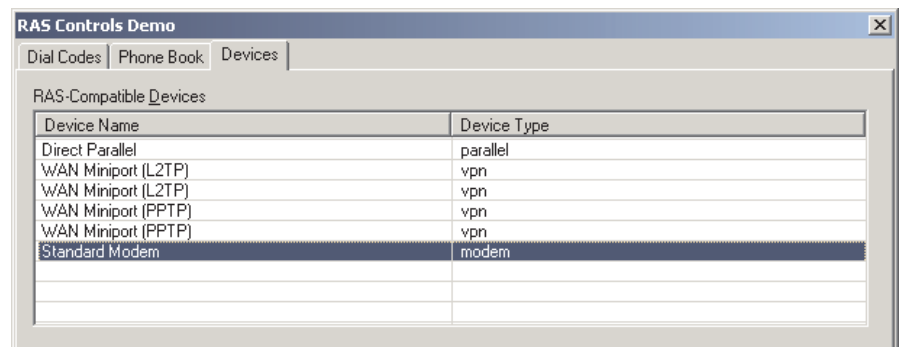 RAS Controls Demo
Dial Codes Phone Book Devices
RAS-Compatible Devices
Device Name Device Type
Direct Parallel parallel
WAN Miniport (L2TP) vpn
WAN Miniport (L2TP) vpn
WAN Miniport (PPTP) vpn
WAN Miniport (PPTP) vpn
Standard Modem modem